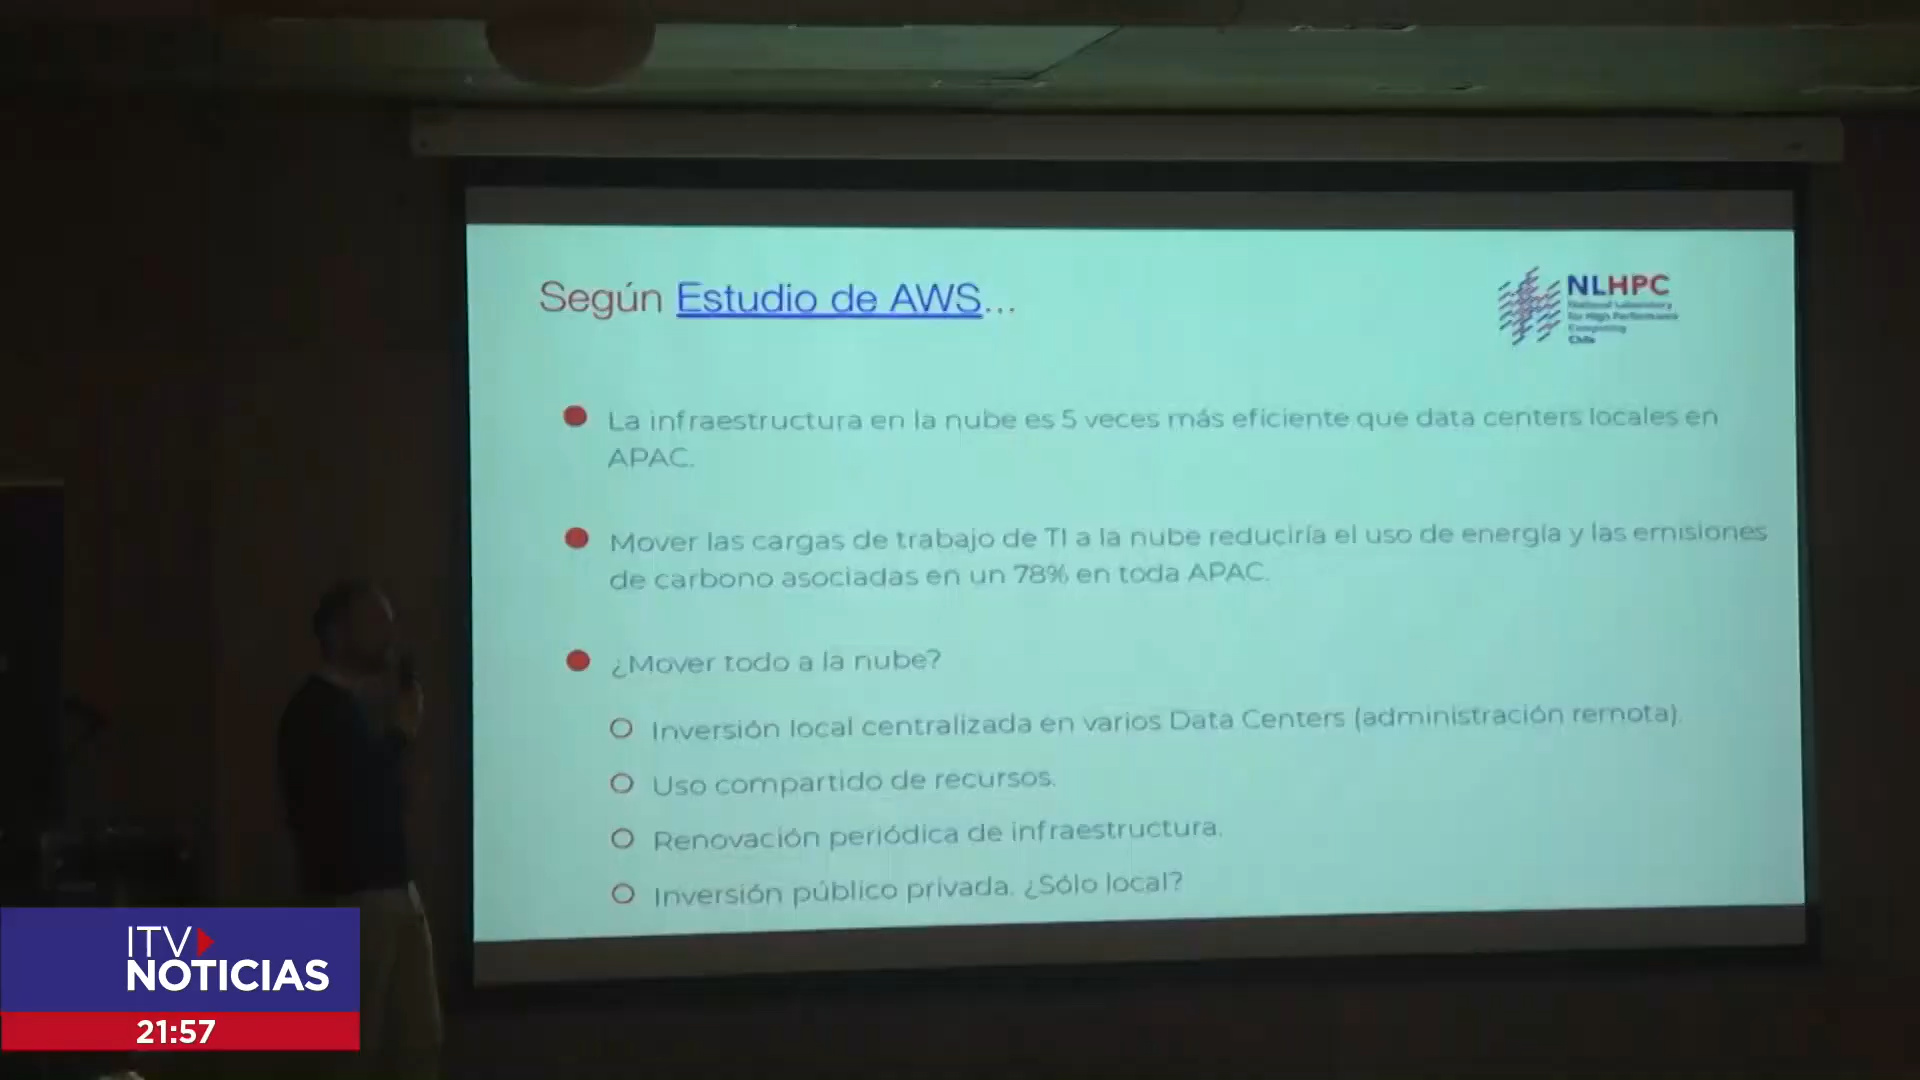 Según Estudio de AWS...
NLHPC
National Laboratory
for High Performance
Computing
Chile
La infraestructura en la nube es 5 veces más eficiente que data centers locales en
APAC.
Mover las cargas de trabajo de TI a la nube reduciría el uso de energía y las emisiones
de carbono asociadas en un 78% en toda APAC.
¿Mover todo a la nube?
Inversión local centralizada en varios Data Centers (administración remota).
Uso compartido de recursos.
Renovación periódica de infraestructura.
Inversión público privada. ¿Sólo local?
ITV
NOTICIAS
21:57